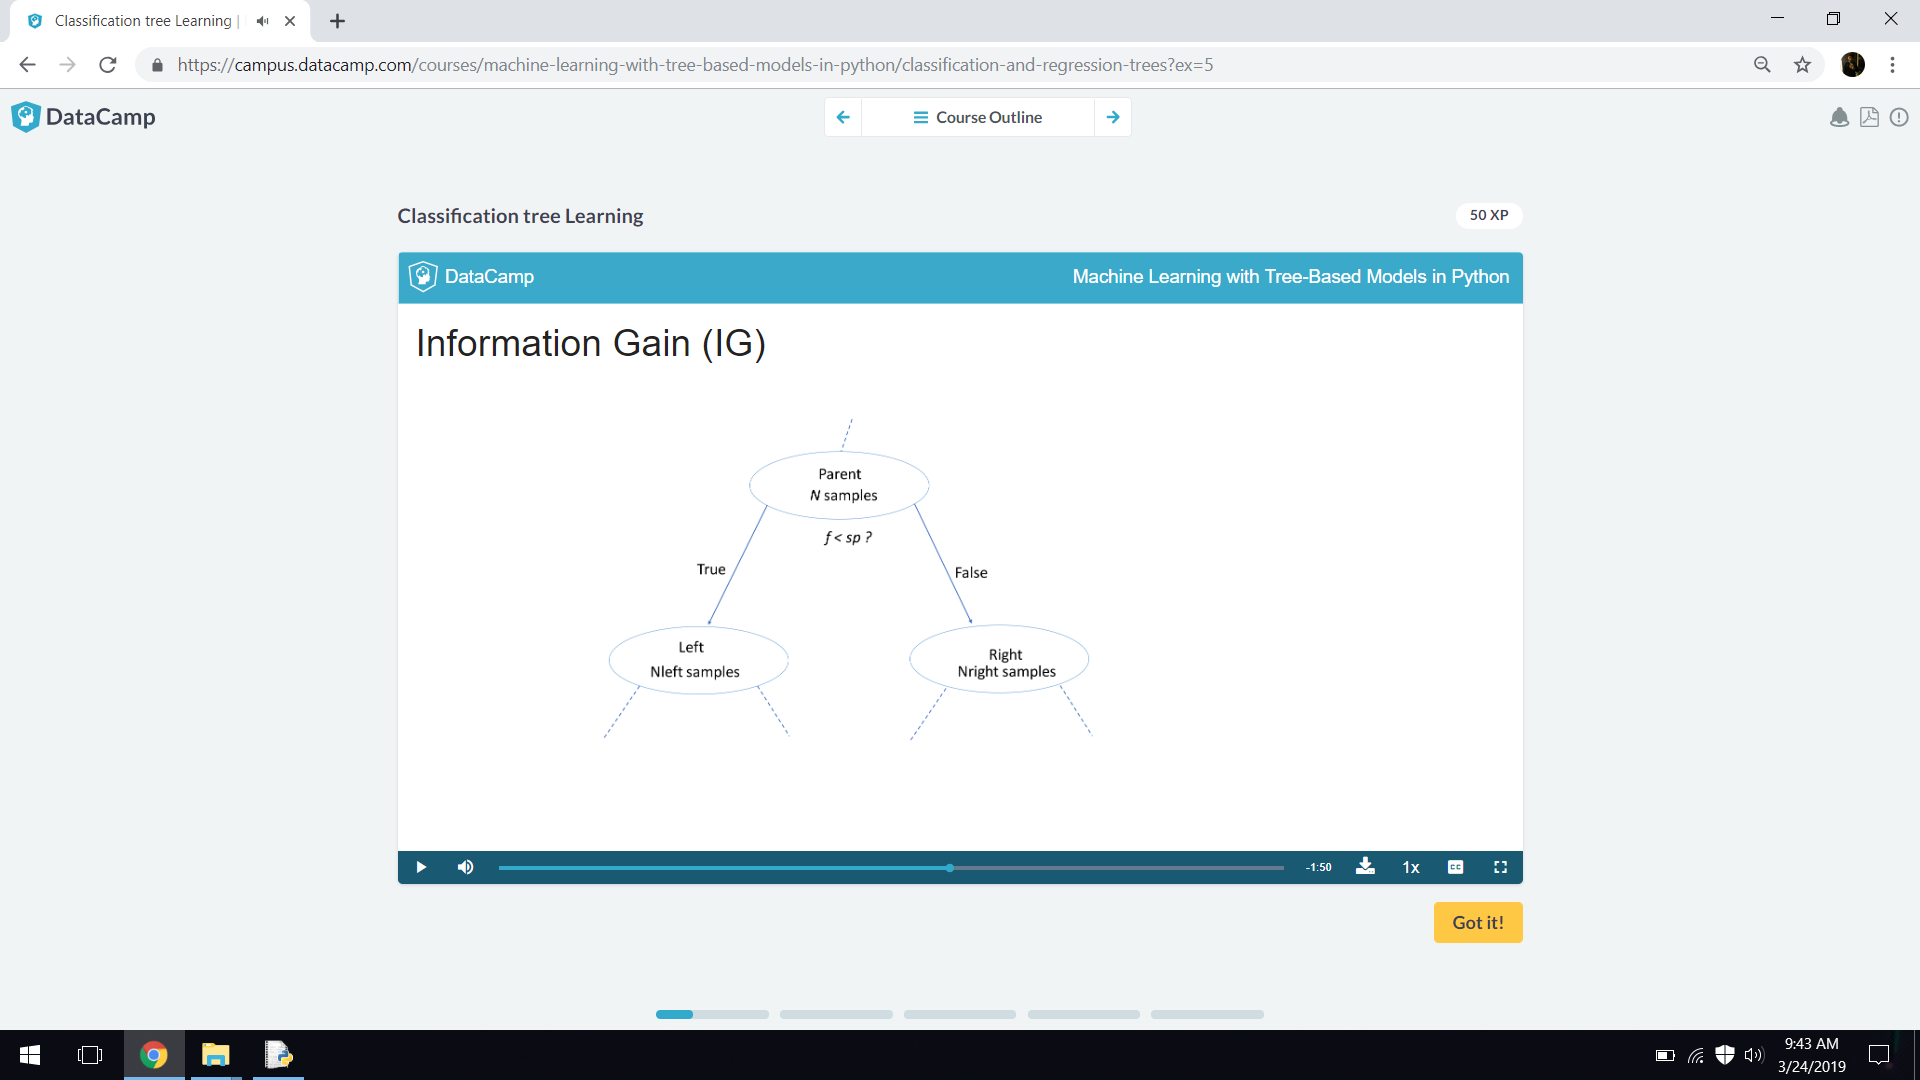 Classification tree Learning |
https://campus.datacamp.com/courses/machine-learning-with-tree-based-models-in-python/classification-and-regression-trees?ex=5
DataCamp
Course Outline
Classification tree Learning
50 XP
DataCamp
Machine Learning with Tree-Based Models in Python
Information Gain (IG)
Parent
N samples
f < sp ?
True
False
Left
Nleft samples
Right
Nright samples
-1:50
1x
CC
Got it!
9:43 AM
3/24/2019